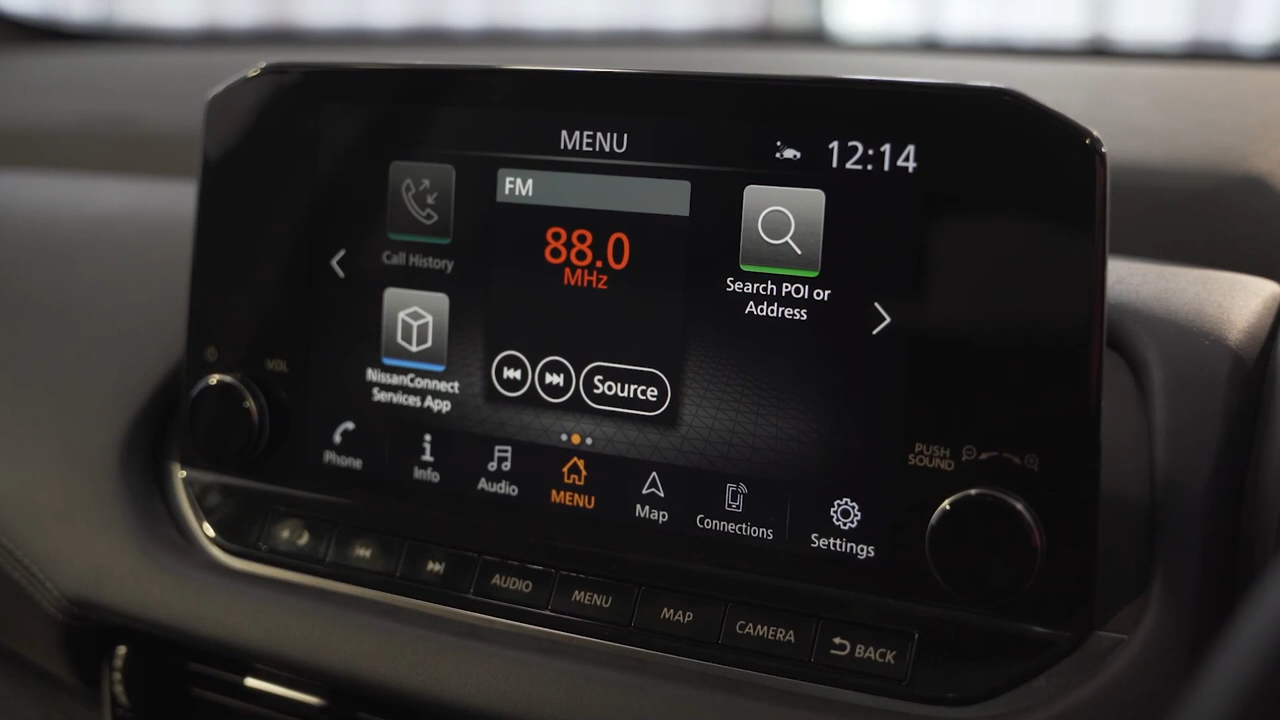 MENU
12:14
Call History
FM
88.0
MHz
Search POI or
Address
NissanConnect
Services App
Source
VOL
Phone
Info
Audio
MENU
Map
Connections
Settings
PUSH
SOUND
AUDIO
MENU
MAP
CAMERA
BACK